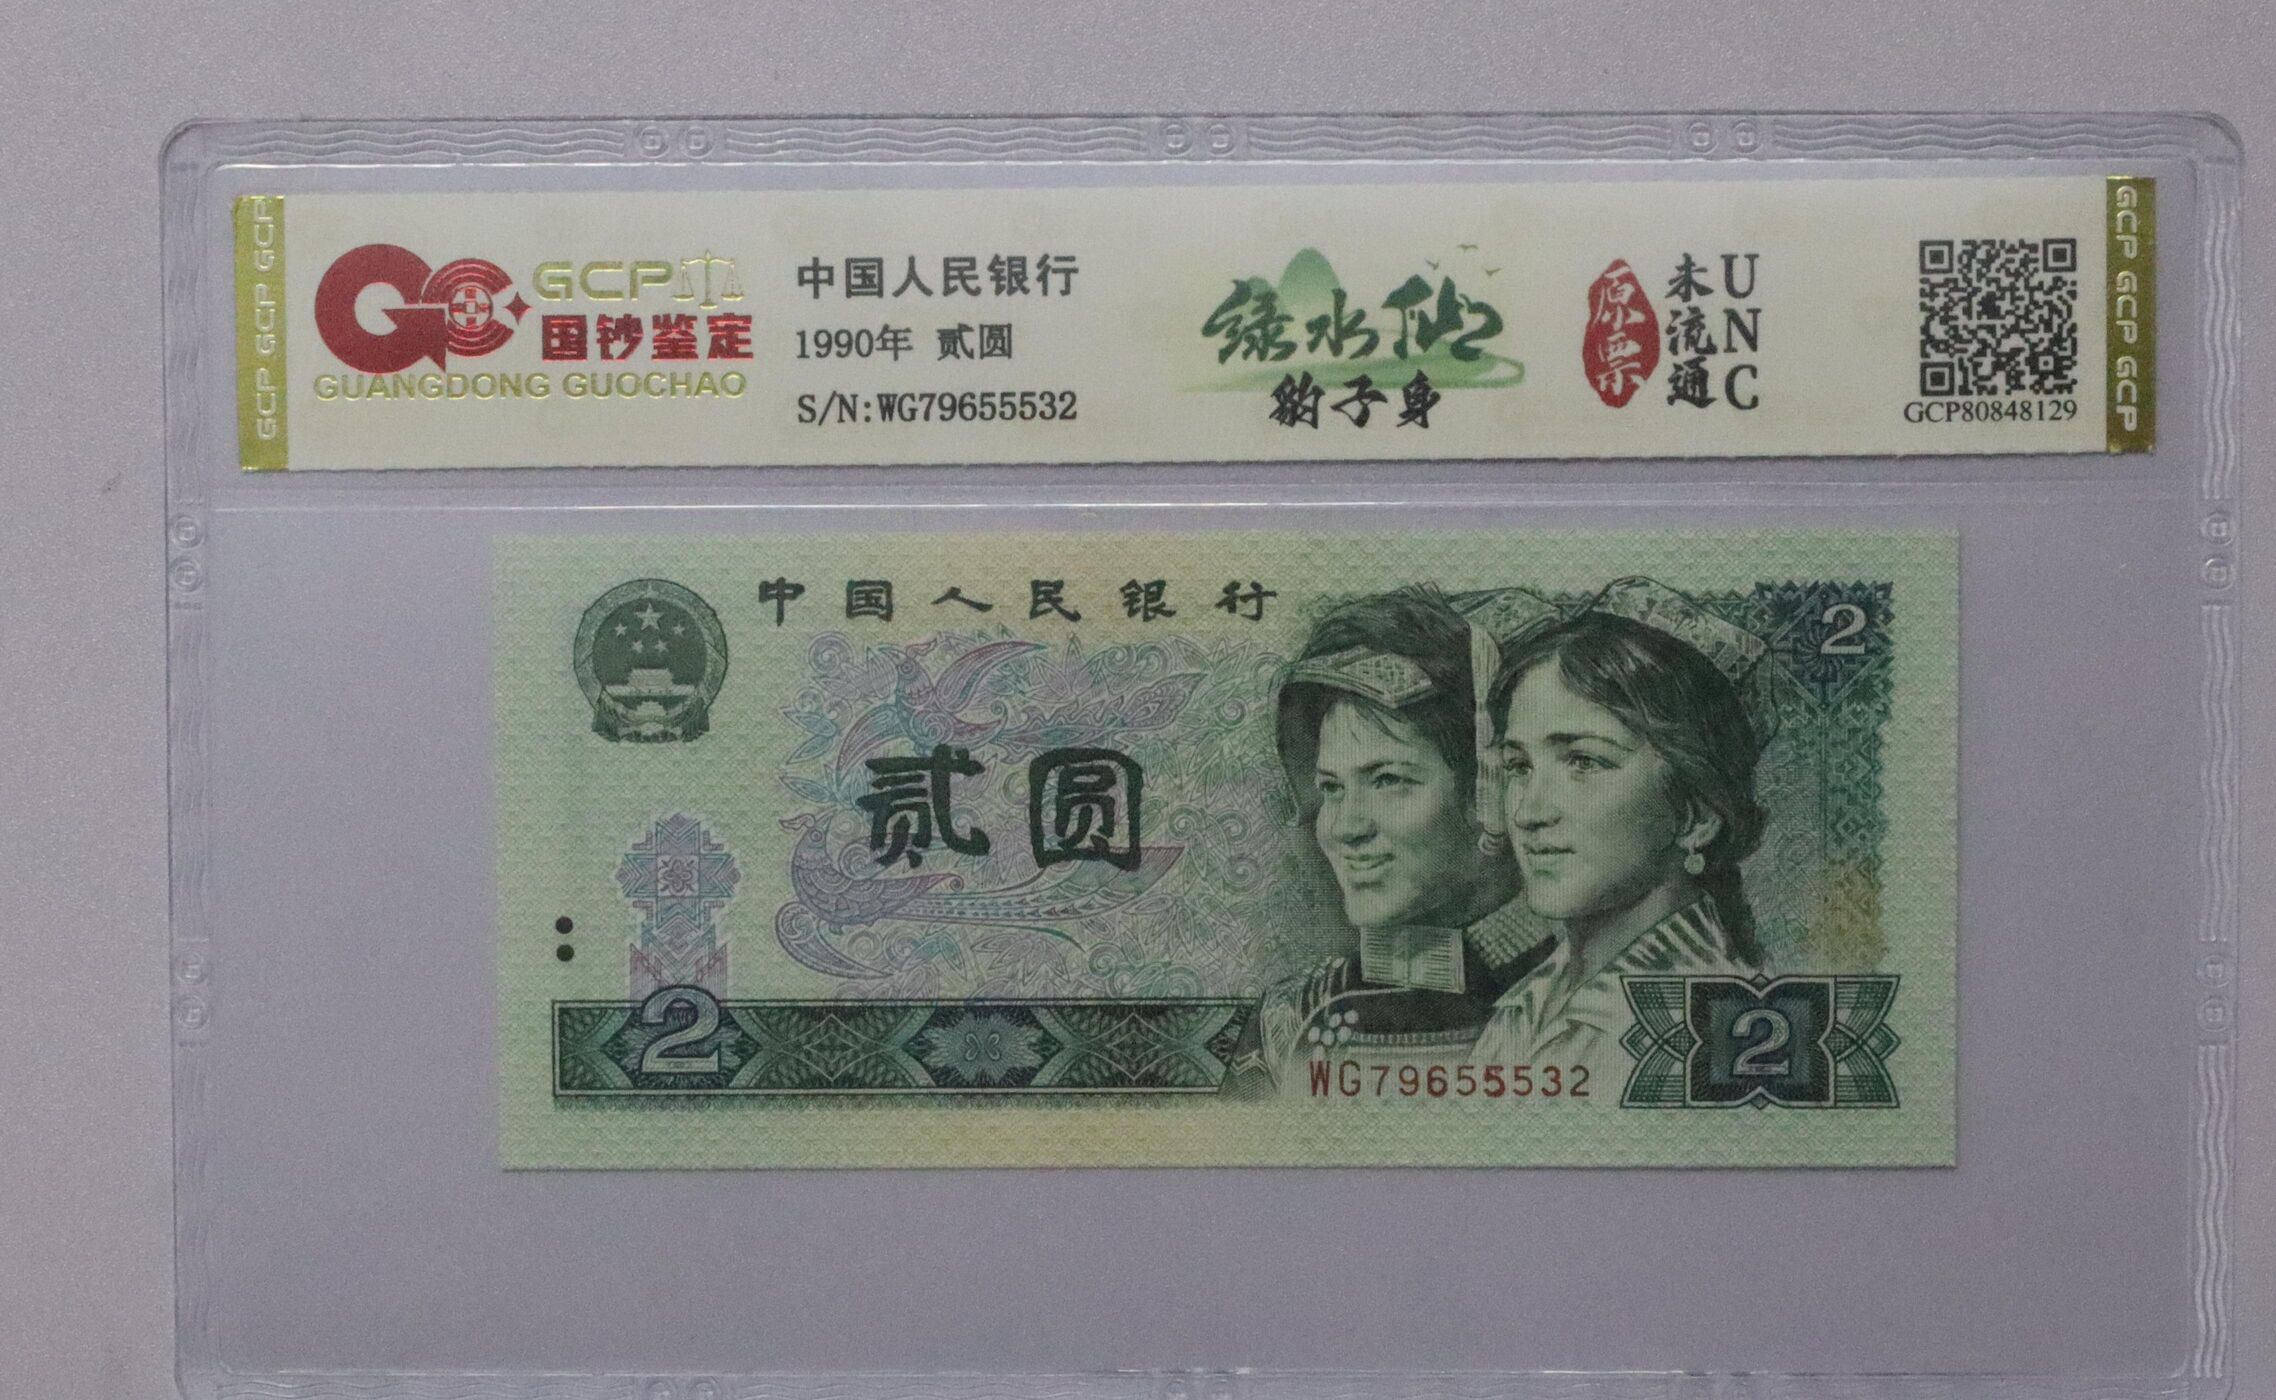 GCP GCP GCP
GCP
国钞鉴定
GUANGDONG GUOCHAO
中国人民银行
1990年 贰圆
S/N:WG79655532
绿水仙
豹子身
原票
未流通
UNC
GCP80848129
GCP GCP GCP
中国人民银行
2
贰圆
2
WG79655532
2